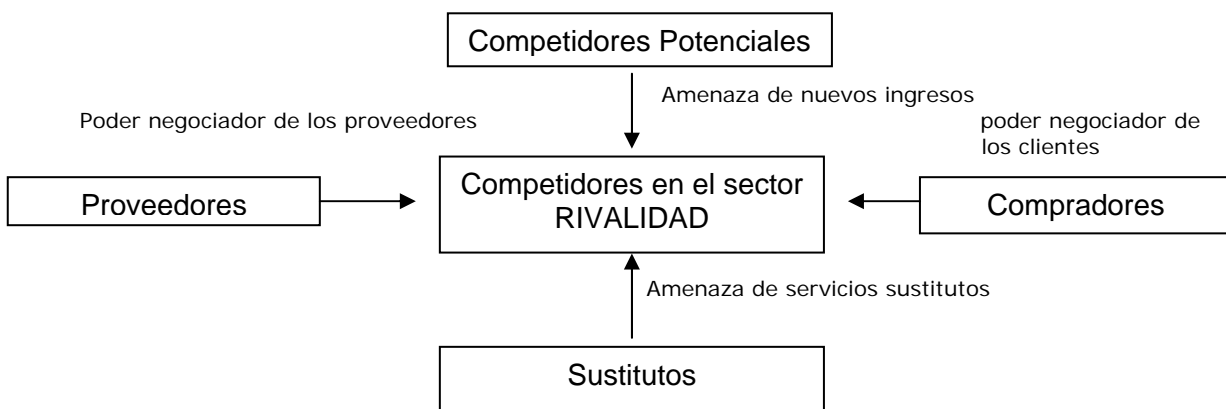 Competidores Potenciales
Amenaza de nuevos ingresos
Poder negociador de los proveedores
poder negociador de
los clientes
Proveedores
Competidores en el sector
RIVALIDAD
Compradores
Amenaza de servicios sustitutos
Sustitutos